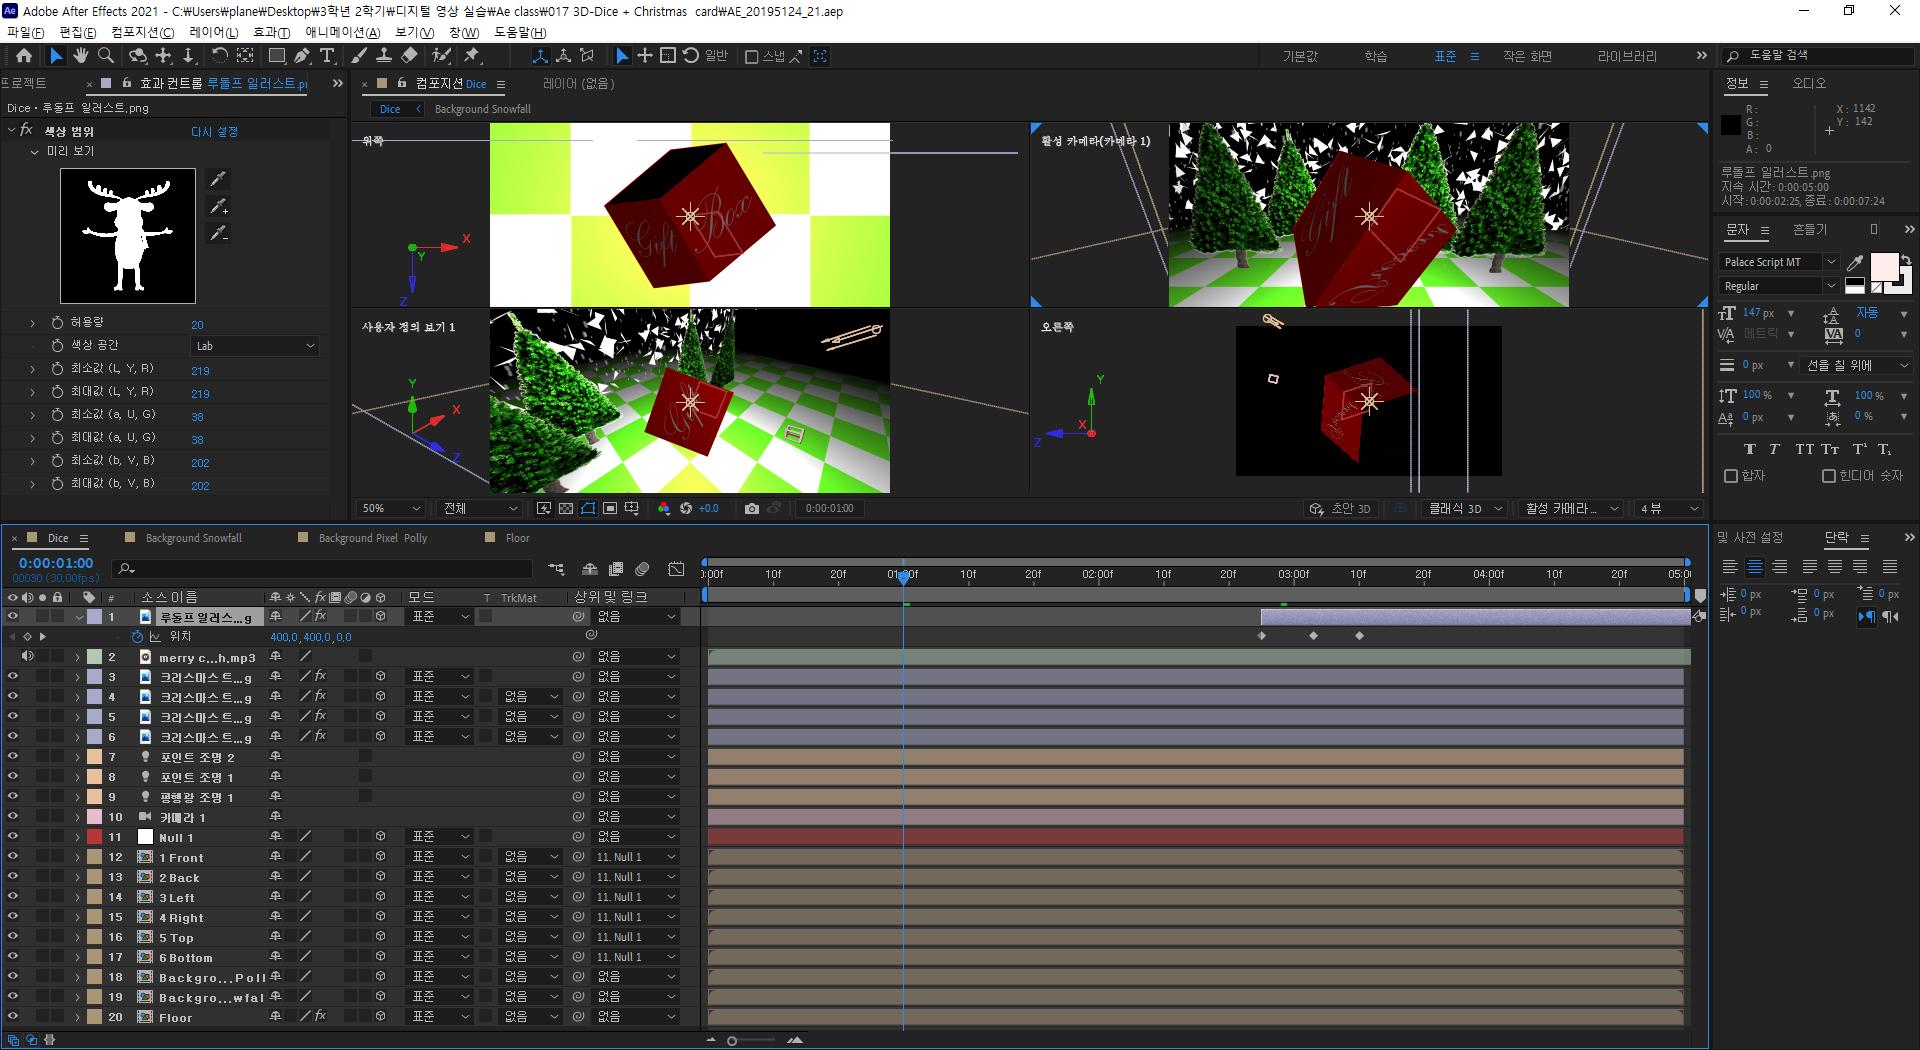 Adobe After Effects 2021 - C:₩Users₩plane₩Desktop₩3학년 2학기₩디지털 영상 실습₩Ae class₩017 3D-Dice + Christmas  card₩AE_20195124_21.aep
파일(F) 편집(E) 컴포지션(C) 레이어(L) 효과(T) 애니메이션(A) 보기(V) 창(W) 도움말(H)
일반 스냅 기본값 학습 표준 작은 화면 라이브러리 도움말 검색
프로젝트 효과 컨트롤 루돌프 일러스트.pr
Dice • 루돌프 일러스트.png
fx 색상 범위 다시 설정
미리 보기
허용량 20
색상 공간 Lab
최소값 (L, Y, R) 219
최대값 (L, Y, R) 219
최소값 (a, U, G) 38
최대값 (a, U, G) 38
최소값 (b, V, B) 202
최대값 (b, V, B) 202
컴포지션 Dice 레이어 (없음)
Dice Background Snowfall
위쪽
Gift Box
X Y Z
활성 카메라(카메라 1)
Gift
사용자 정의 보기 1
Gift
Y X Z
오른쪽
Y X Z
50% 전체 +0.0 0:00:01:00 초안 3D 클래식 3D 활성 카메라... 4 뷰
정보 오디오
R :
G :
B :
A : 0
X : 1142
Y : 142
루돌프 일러스트.png
지속 시간: 0:00:05:00
시작: 0:00:02:25, 종료: 0:00:07:24
문자 흔들기
Palace Script MT
Regular
147 px 자동
메트릭 0
0 px 선을 칠 위에
100 % 100 %
0 px 0 %
T T TT Tt T¹ T₁
합자 힌디어 숫자
및 사전 설정 단락
0 px 0 px 0 px
0 px 0 px
Dice Background Snowfall Background Pixel Polly Floor
0:00:01:00
00030 (30.00fps)
# 소스 이름 fx 모드 T TrkMat 상위 및 링크
:00f 10f 20f 01:00f 10f 20f 02:00f 10f 20f 03:00f 10f 20f 04:00f 10f 20f 05:00
1 루돌프 일러스...g 표준 없음
위치 400.0, 400.0, 0.0
2 merry c...h.mp3 없음
3 크리스마스 트...g fx 표준 없음
4 크리스마스 트...g fx 표준 없음 없음
5 크리스마스 트...g fx 표준 없음 없음
6 크리스마스 트...g fx 표준 없음 없음
7 포인트 조명 2 없음
8 포인트 조명 1 없음
9 평행광 조명 1 없음
10 카메라 1 없음
11 Null 1 표준 없음
12 1 Front 표준 없음 11. Null 1
13 2 Back 표준 없음 11. Null 1
14 3 Left 표준 없음 11. Null 1
15 4 Right 표준 없음 11. Null 1
16 5 Top 표준 없음 11. Null 1
17 6 Bottom 표준 없음 11. Null 1
18 Backgro...Poll 표준 없음 없음
19 Backgro...wfal 표준 없음 없음
20 Floor fx 표준 없음 없음